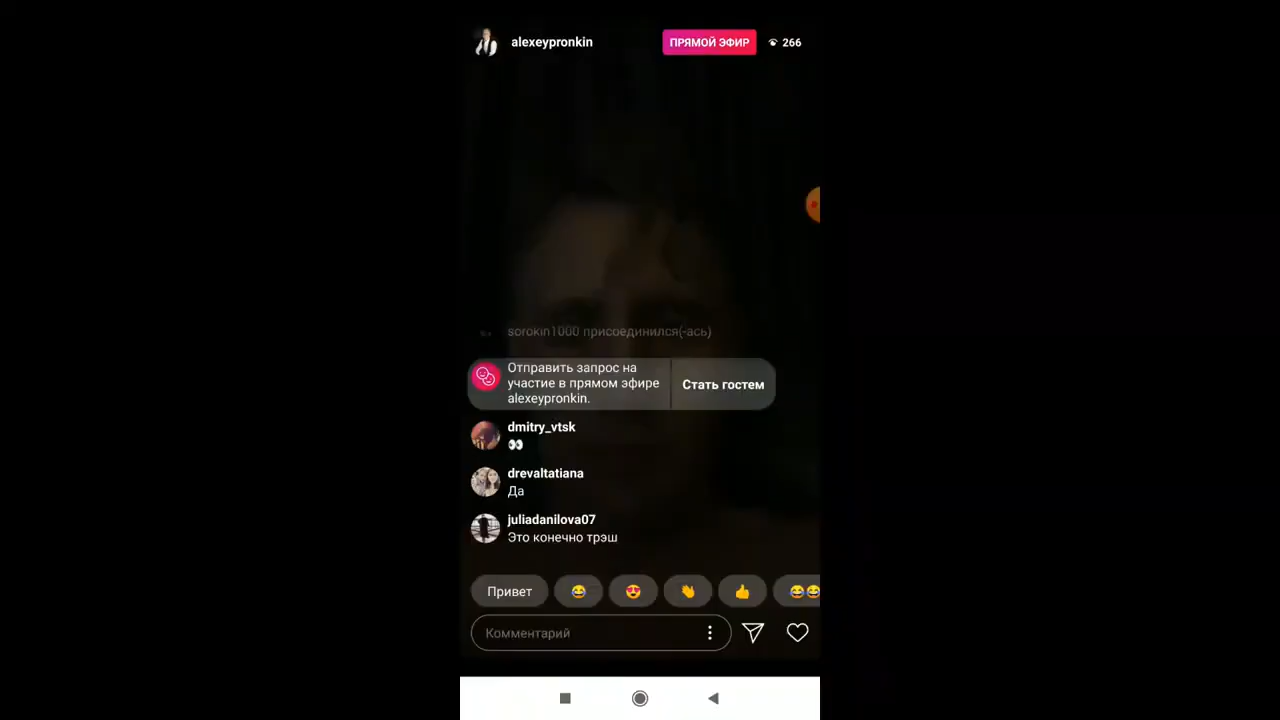 alexeypronkin
ПРЯМОЙ ЭФИР
266
sorokin1000 присоединился(-ась)
Отправить запрос на
участие в прямом эфире
alexeypronkin.
Стать гостем
dmitry_vtsk
👀
drevaltatiana
Да
juliadanilova07
Это конечно трэш
Привет
Комментарий